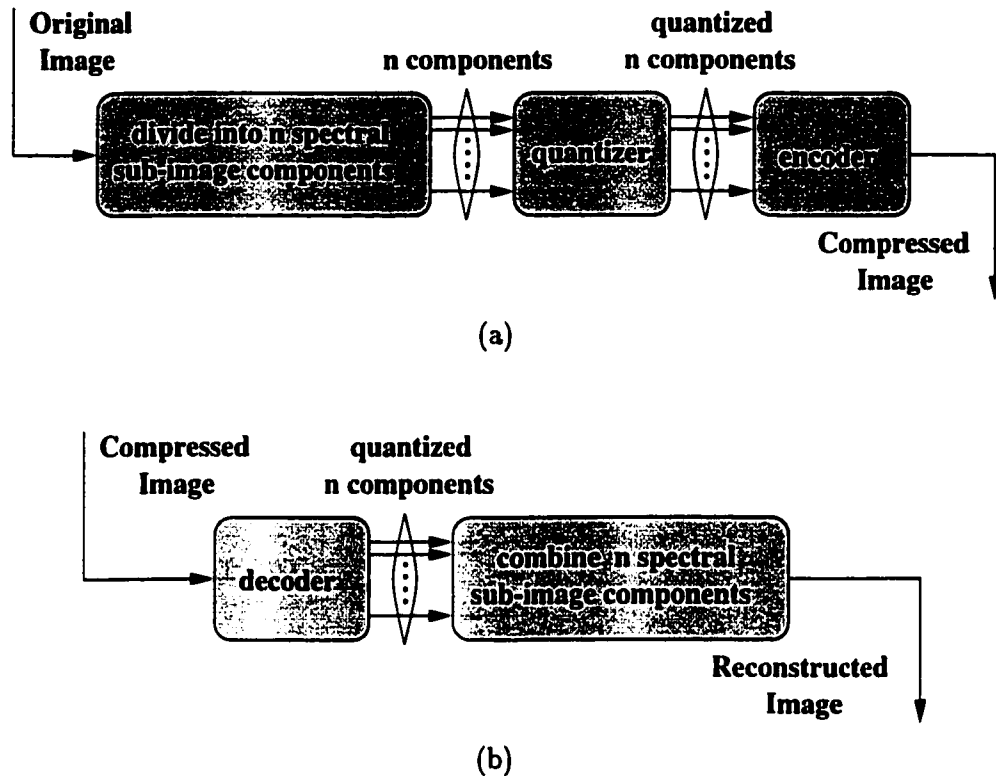 Original
Image
n components
quantized
n components
divide into n spectral
sub-image components
quantizer
encoder
Compressed
Image
(a)
Compressed
Image
quantized
n components
decoder
combine n spectral
sub-image components
Reconstructed
Image
(b)